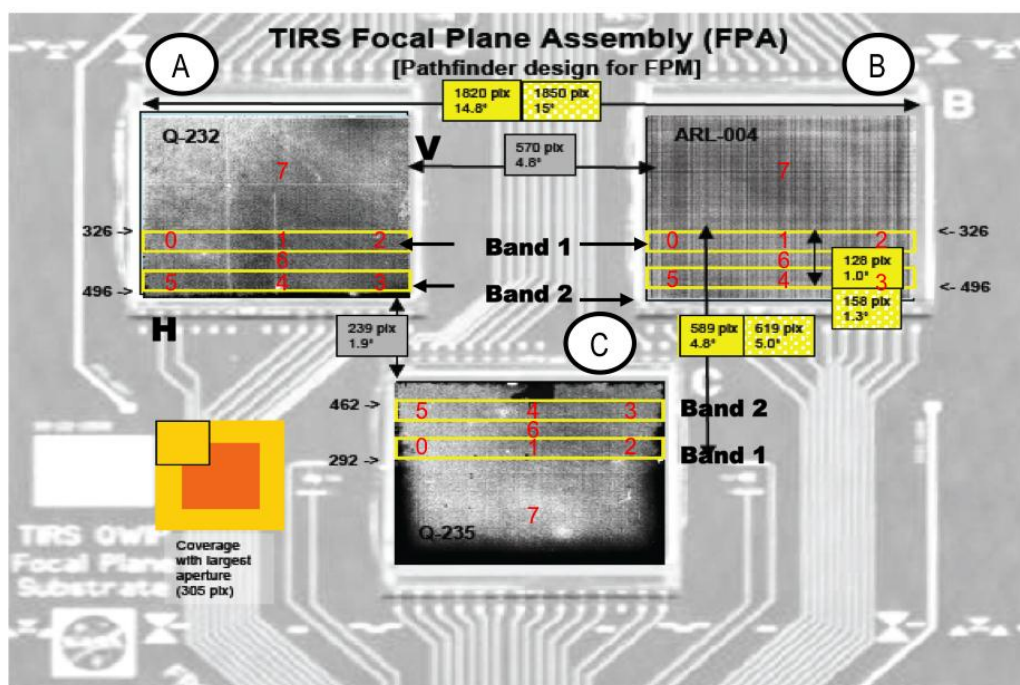 A
TIRS Focal Plane Assembly (FPA)
[Pathfinder design for FPM]
B
1820 pix
14.8°
1850 pix
15°
B
Q-232
V
570 pix
4.8°
ARL-004
7
7
326 ->
0 1 2
Band 1
0 1 2
<- 326
6
6
128 pix
1.0°
496 ->
5 4 3
Band 2
5 4 3
<- 496
158 pix
1.3°
H
239 pix
1.9°
C
589 pix
4.8°
619 pix
5.0°
C
462 ->
5 4 3
Band 2
6
292 ->
0 1 2
Band 1
7
Q-235
TIRS QWIP
Focal Plane
Substrate
Coverage
with largest
aperture
(305 pix)